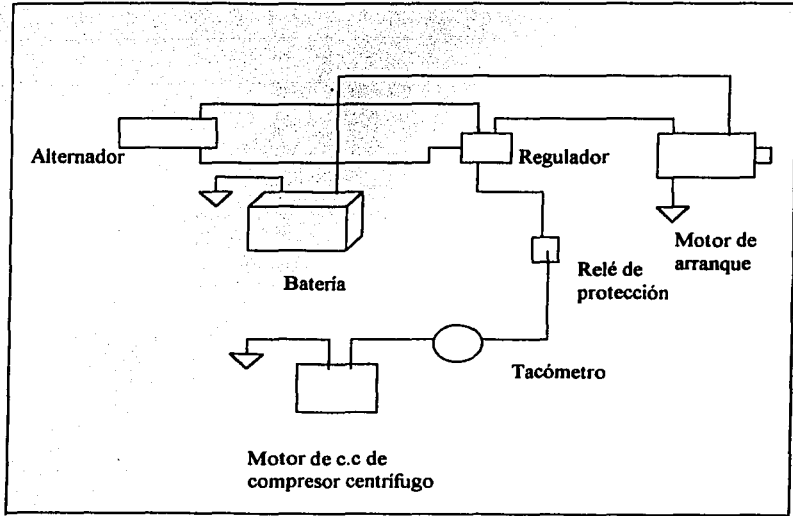 Alternador
Regulador
Motor de
arranque
Batería
Relé de
protección
Tacómetro
Motor de c.c de
compresor centrífugo